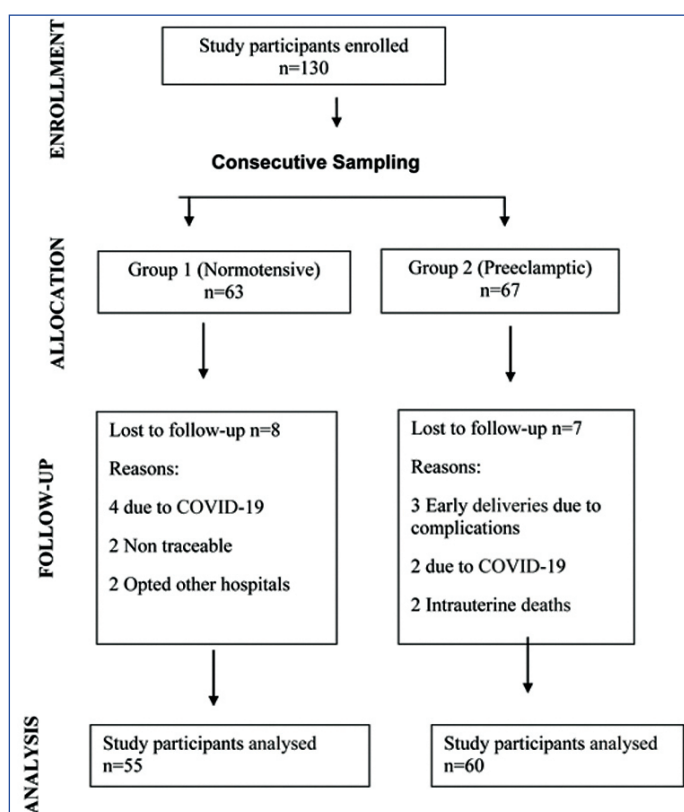 ENROLLMENT
Study participants enrolled
n=130
Consecutive Sampling
ALLOCATION
Group 1 (Normotensive)
n=63
Group 2 (Preeclamptic)
n=67
FOLLOW-UP
Lost to follow-up n=8
Reasons:
4 due to COVID-19
2 Non traceable
2 Opted other hospitals
Lost to follow-up n=7
Reasons:
3 Early deliveries due to
complications
2 due to COVID-19
2 Intrauterine deaths
ANALYSIS
Study participants analysed
n=55
Study participants analysed
n=60